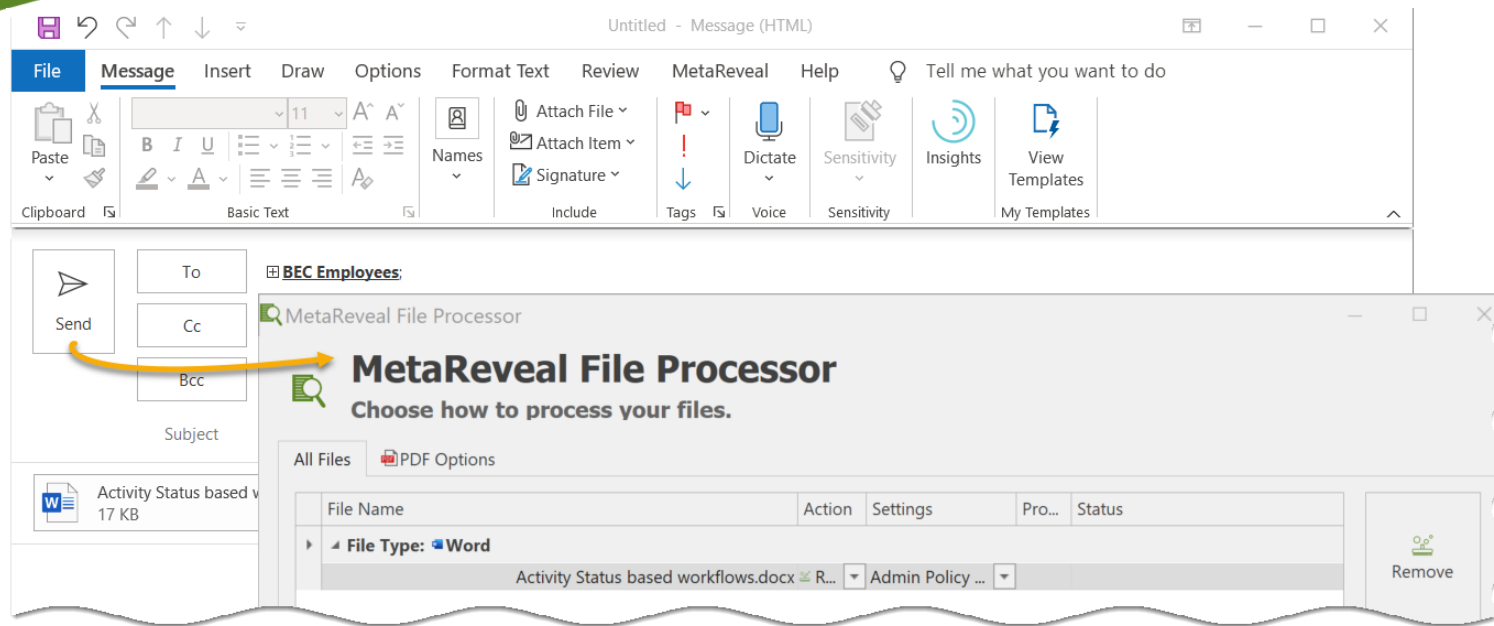 Untitled - Message (HTML)
File Message Insert Draw Options Format Text Review MetaReveal Help Tell me what you want to do
11 A^ A˅
Attach File
Attach Item
Signature
Paste
B I U
A
Names
Dictate
Sensitivity
Insights
View
Templates
Clipboard Basic Text Include Tags Voice Sensitivity My Templates
To BEC Employees;
Send
Cc
Bcc
Subject
Activity Status based w
17 KB
MetaReveal File Processor
MetaReveal File Processor
Choose how to process your files.
All Files PDF Options
File Name Action Settings Pro... Status
File Type: Word
Activity Status based workflows.docx R... Admin Policy ...
Remove